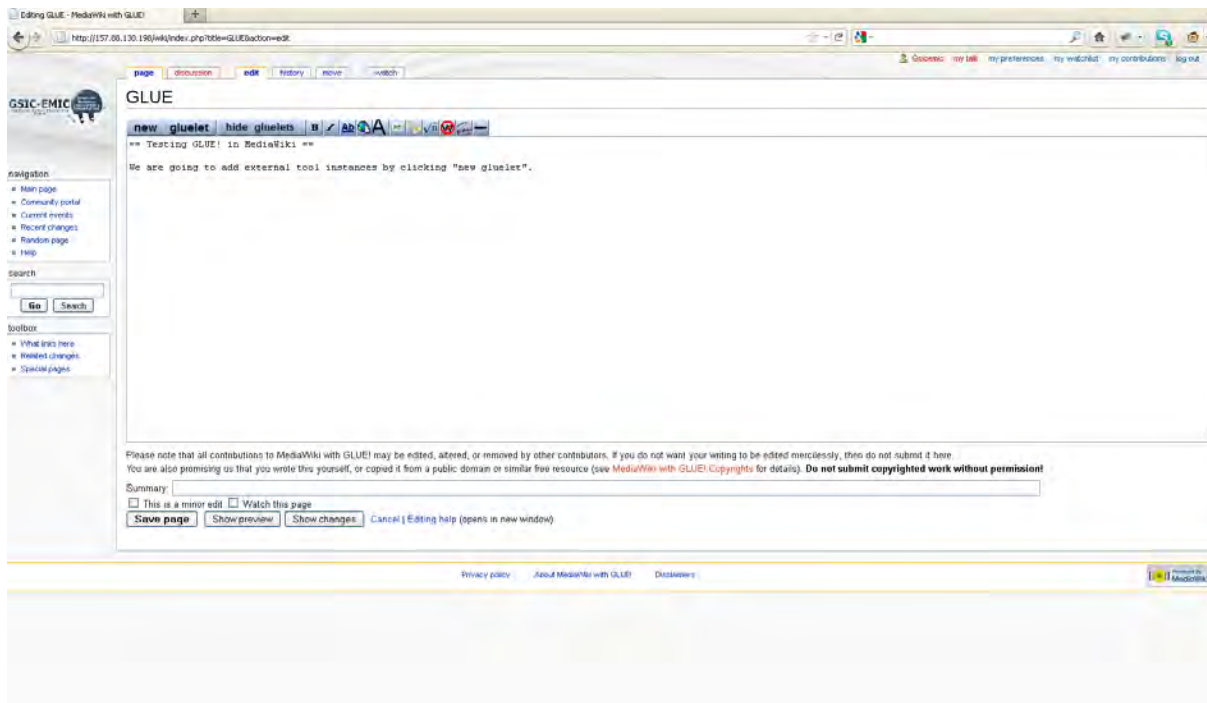 Editing GLUE - MediaWiki with GLUE!
http://157.88.130.198/wiki/index.php?title=GLUE&action=edit
my talk my preferences my watchlist my contributions log out
page discussion edit history move watch
GSIC-EMIC
GLUE
new gluelet hide gluelets
== Testing GLUE! in MediaWiki ==
We are going to add external tool instances by clicking "new gluelet".
navigation
Main page
Community portal
Current events
Recent changes
Random page
Help
search
Go Search
toolbox
What links here
Related changes
Special pages
Please note that all contributions to MediaWiki with GLUE! may be edited, altered, or removed by other contributors. If you do not want your writing to be edited mercilessly, then do not submit it here.
You are also promising us that you wrote this yourself, or copied it from a public domain or similar free resource (see MediaWiki with GLUE!:Copyrights for details). Do not submit copyrighted work without permission!
Summary:
This is a minor edit Watch this page
Save page Show preview Show changes Cancel | Editing help (opens in new window)
Privacy policy About MediaWiki with GLUE! Disclaimers
Powered By MediaWiki